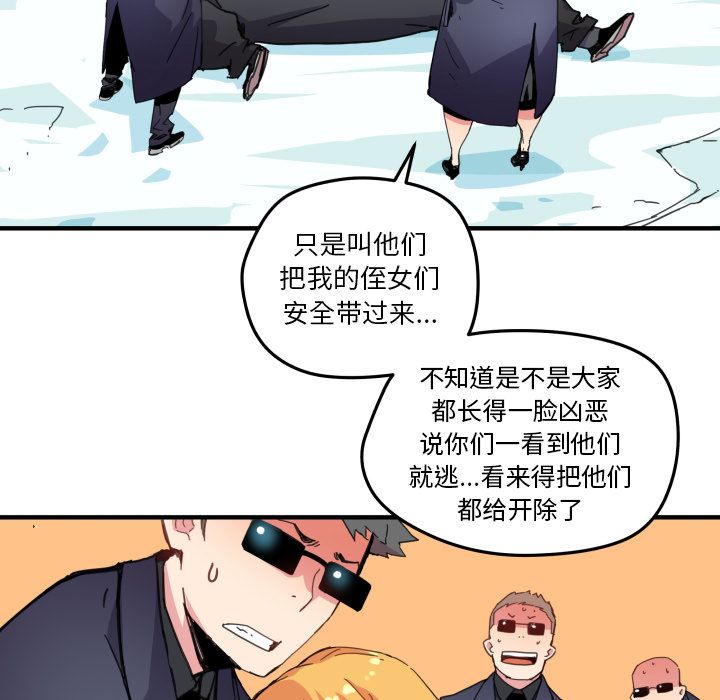 只是叫他们
把我的侄女们
安全带过来...
不知道是不是大家
都长得一脸凶恶
说你们一看到他们
就逃...看来得把他们
都给开除了